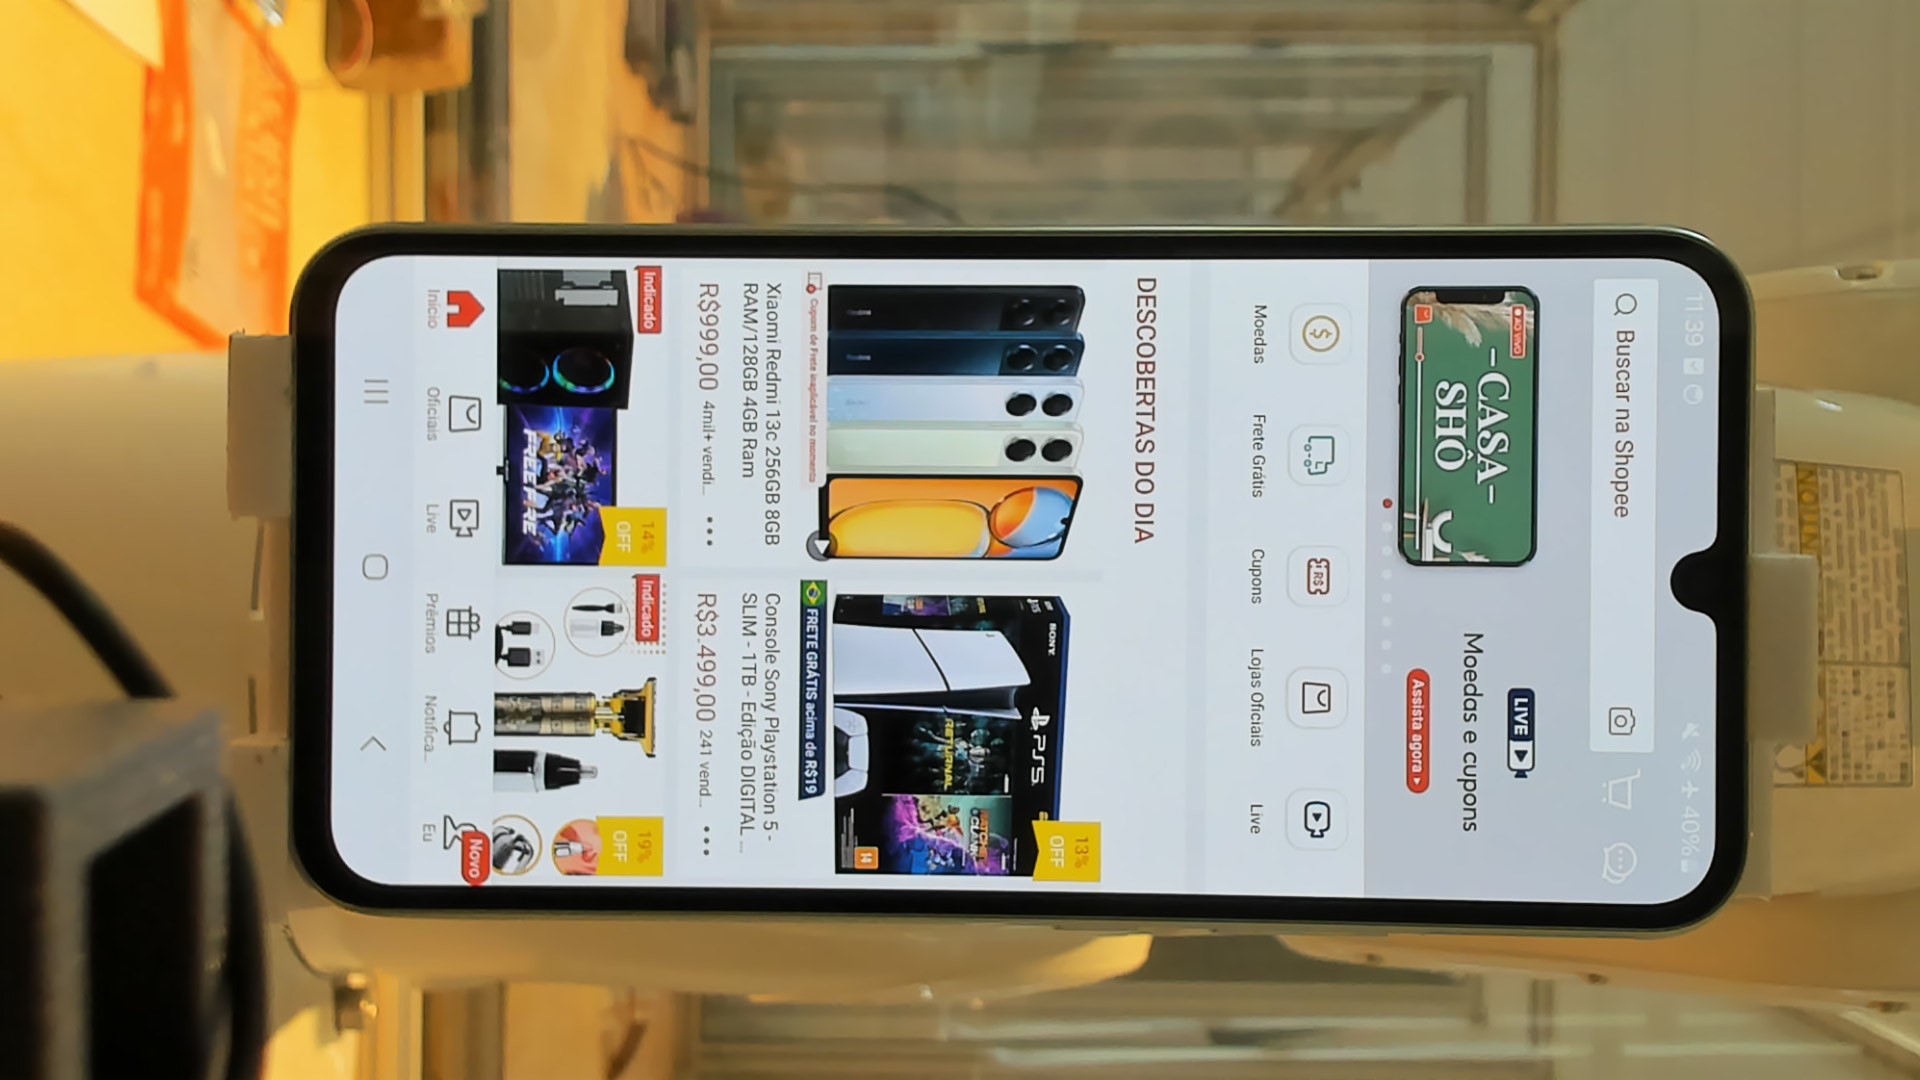 11:39
40%
Buscar na Shopee
AO VIVO
-CASA-
SHÔ
LIVE
Moedas e cupons
Assista agora
Moedas
Frete Grátis
Cupons
Lojas Oficiais
Live
DESCOBERTAS DO DIA
Cupom de Frete inaplicável no momento
Xiaomi Redmi 13c 256GB 8GB
RAM/128GB 4GB Ram
R$999,00 4mil+ vendi...
13%
OFF
SONY
PS5
RETURNAL
RATCHET
CLANK
14
FRETE GRÁTIS acima de R$19
Console Sony Playstation 5 -
SLIM - 1TB - Edição DIGITAL ...
R$3.499,00 241 vend...
Indicado
14%
OFF
FREE FIRE
Indicado
19%
OFF
Novo
Início
Oficiais
Live
Prêmios
Notifica...
Eu